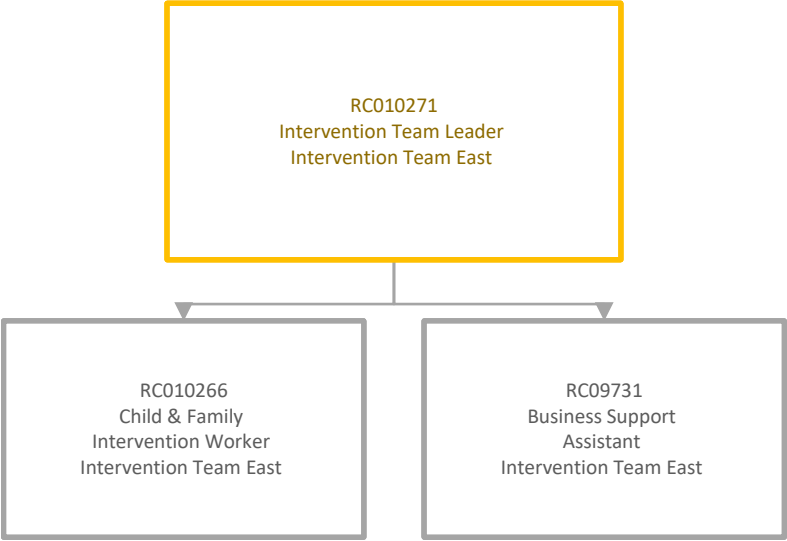 RC010271
Intervention Team Leader
Intervention Team East
RC010266
Child & Family
Intervention Worker
Intervention Team East
RC09731
Business Support
Assistant
Intervention Team East